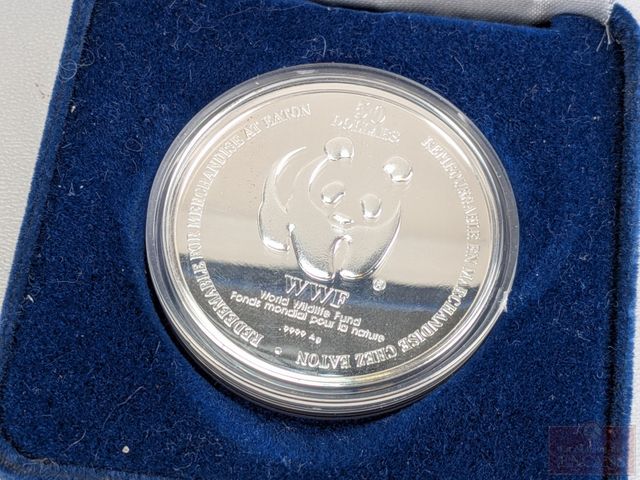 50
DOLLARS
REDEEMABLE FOR MERCHANDISE AT EATON
REMBOURSABLE EN MARCHANDISE CHEZ EATON
WWF
®
World Wildlife Fund
Fonds mondial pour la nature
.9999 Ag